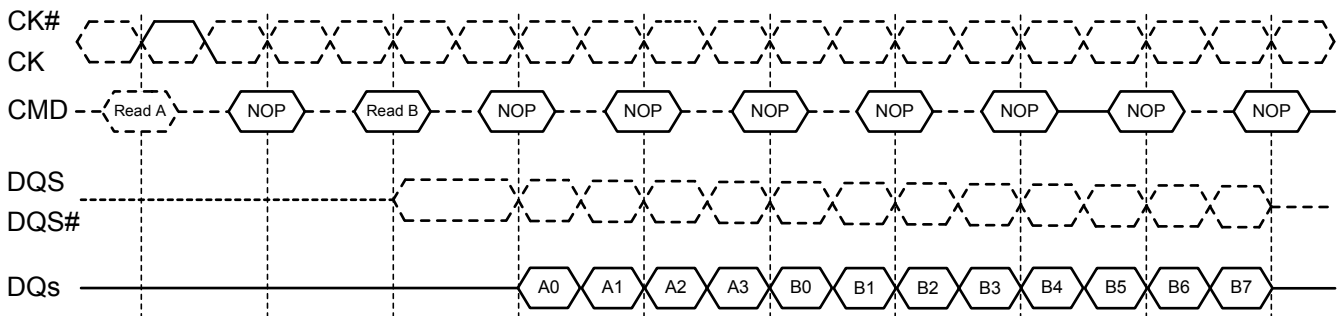 CK#
CK
CMD Read A NOP Read B NOP NOP NOP NOP NOP NOP NOP
DQS
DQS#
DQs A0 A1 A2 A3 B0 B1 B2 B3 B4 B5 B6 B7